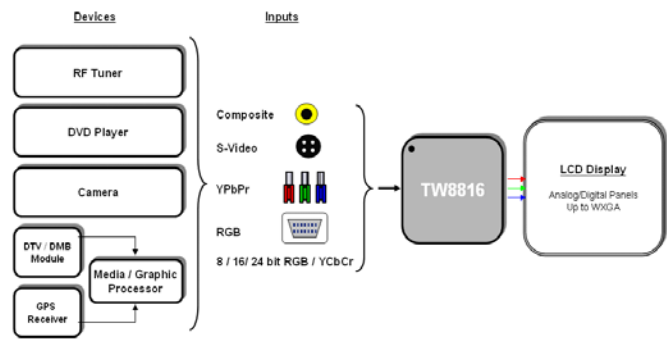 Devices
Inputs
RF Tuner
DVD Player
Camera
DTV / DMB
Module
Media / Graphic
Processor
GPS
Receiver
Composite
S-Video
YPbPr
RGB
8 / 16/ 24 bit RGB / YCbCr
TW8816
LCD Display
Analog/Digital Panels
Up to WXGA